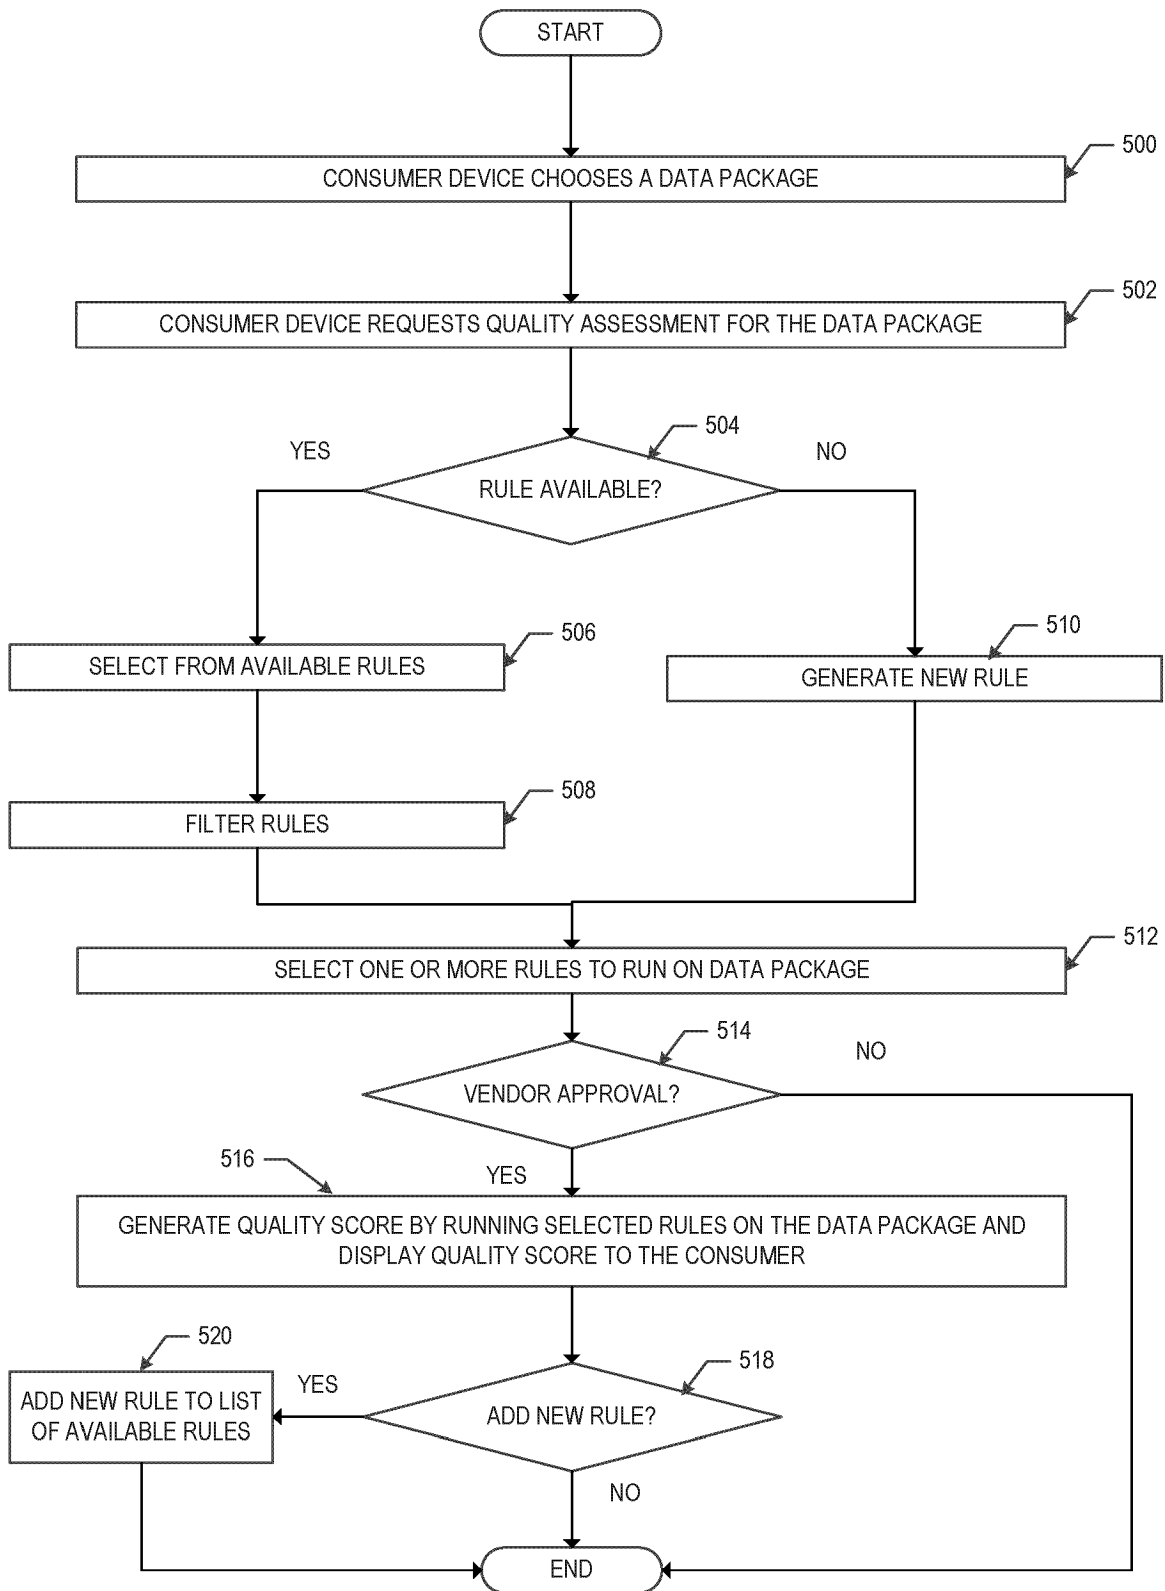 START
500
CONSUMER DEVICE CHOOSES A DATA PACKAGE
502
CONSUMER DEVICE REQUESTS QUALITY ASSESSMENT FOR THE DATA PACKAGE
504
YES
NO
RULE AVAILABLE?
506
510
SELECT FROM AVAILABLE RULES
GENERATE NEW RULE
508
FILTER RULES
512
SELECT ONE OR MORE RULES TO RUN ON DATA PACKAGE
514
NO
VENDOR APPROVAL?
516
YES
GENERATE QUALITY SCORE BY RUNNING SELECTED RULES ON THE DATA PACKAGE AND
DISPLAY QUALITY SCORE TO THE CONSUMER
520
518
YES
ADD NEW RULE TO LIST
OF AVAILABLE RULES
ADD NEW RULE?
NO
END